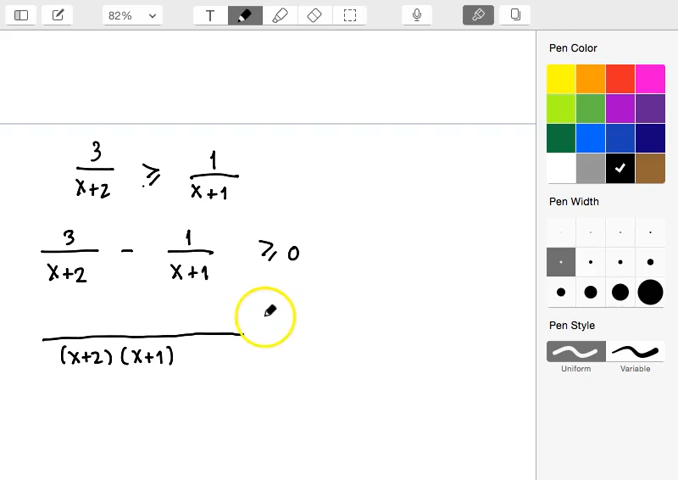 82%
T
Pen Color
3/(x+2) ⩾ 1/(x+1)
3/(x+2) - 1/(x+1) ⩾ 0
(x+2)(x+1)
Pen Width
Pen Style
Uniform Variable